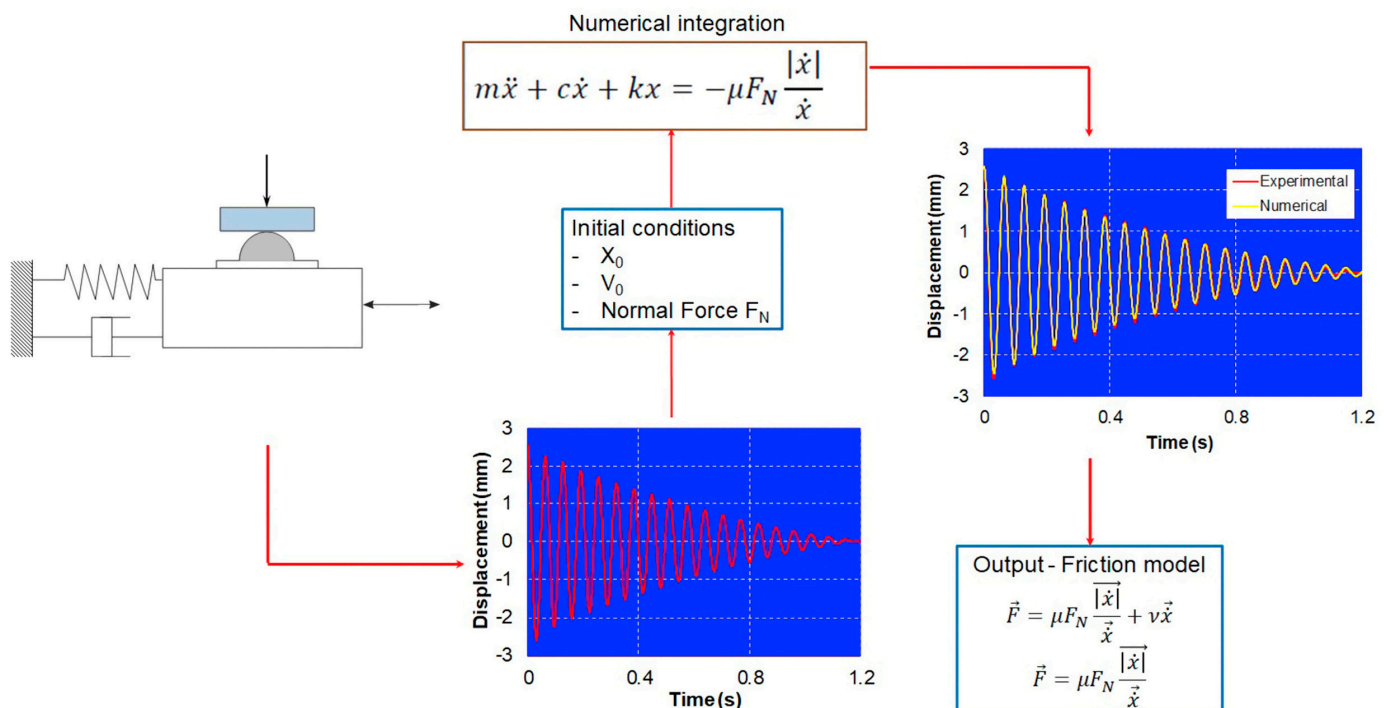 Numerical integration
mẍ + cẋ + kx = −μF_N |ẋ|/ẋ
Initial conditions
- X₀
- V₀
- Normal Force F_N
3
2
1
0
-1
-2
-3
Displacement (mm)
0 0.4 0.8 1.2
Time (s)
Experimental
Numerical
3
2
1
0
-1
-2
-3
Displacement (mm)
0 0.4 0.8 1.2
Time (s)
Output - Friction model
F⃗ = μF_N |ẋ|⃗/ẋ⃗ + νẋ⃗
F⃗ = μF_N |ẋ|⃗/ẋ⃗